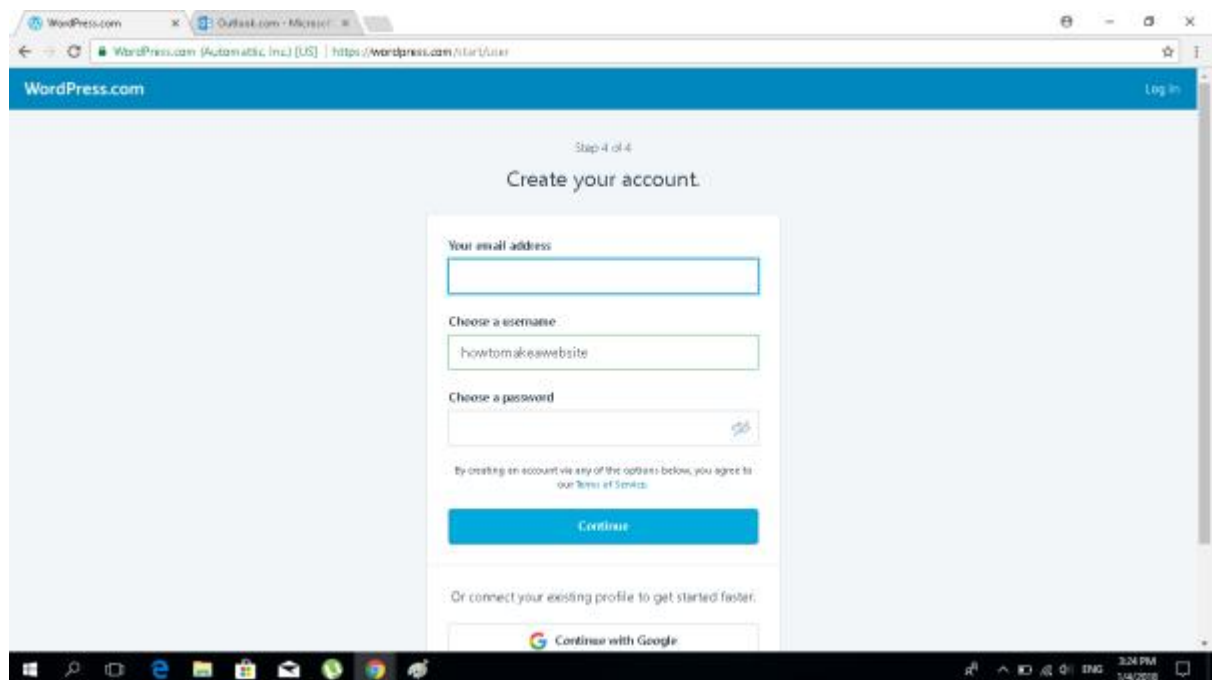 WordPress.com
Outlook.com - Microsof
WordPress.com (Automattic, Inc.) [US] | https://wordpress.com/start/user
WordPress.com
Log In
Step 4 of 4
Create your account.
Your email address
Choose a username
howtomakeawebsite
Choose a password
By creating an account via any of the options below, you agree to
our Terms of Service.
Continue
Or connect your existing profile to get started faster.
Continue with Google
ENG
3:24 PM
1/4/2018